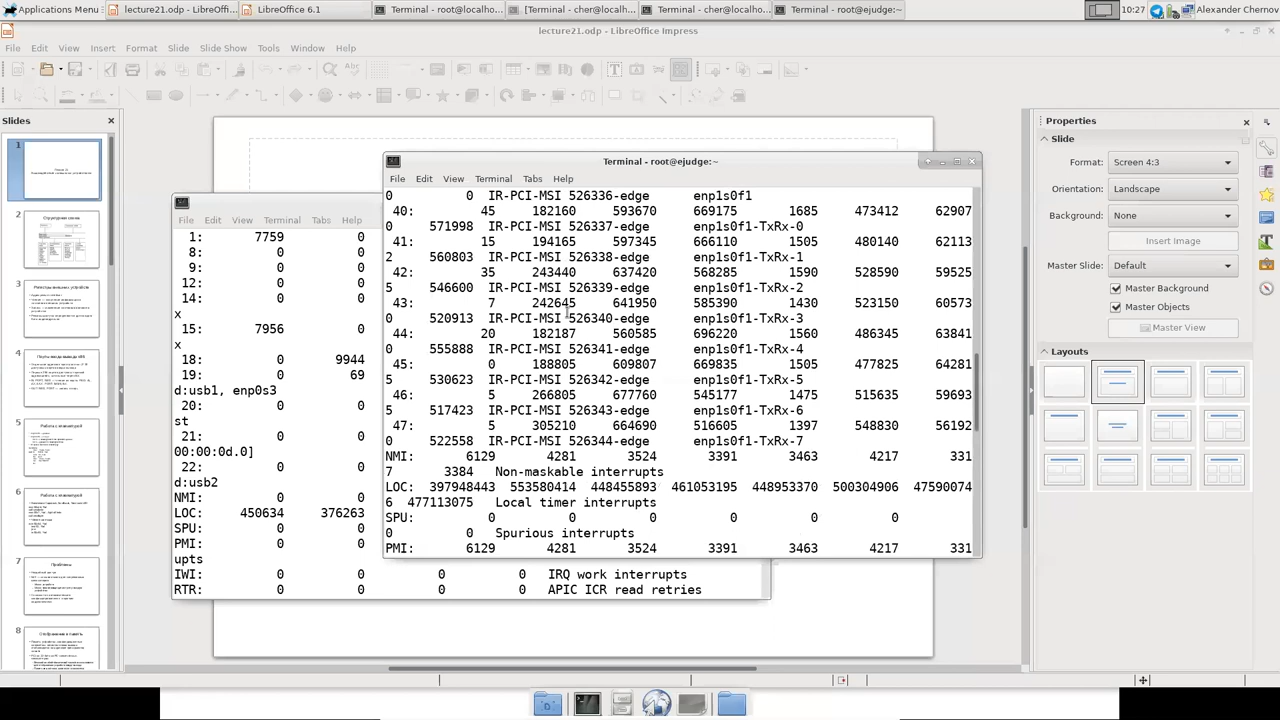 Applications Menu
lecture21.odp - LibreOffi...
LibreOffice 6.1
Terminal - root@localho...
[Terminal - cher@localh...
Terminal - cher@localho...
Terminal - root@ejudge:~
10:27
Alexander Chernov
lecture21.odp - LibreOffice Impress
File Edit View Insert Format Slide Slide Show Tools Window Help
Slides
1
2
3
4
5
6
7
8
File Edit View Terminal Tabs Help
1: 7759 0
8: 0 0
9: 0 0
12: 0 0
14: 0 0
x
15: 7956 0
x
18: 0 9944
19: 0 69
d:usb1, enp0s3
20: 0 0
st
21: 0 0
00:00:0d.0]
22: 0 0
d:usb2
NMI: 0 0
LOC: 450634 376263
SPU: 0 0
PMI: 0 0
upts
IWI: 0 0 0 0 IRQ work interrupts
RTR: 0 0 0 0 APIC ICR read retries
Terminal - root@ejudge:~
File Edit View Terminal Tabs Help
0 0 IR-PCI-MSI 526336-edge enp1s0f1
40: 45 182160 593670 669175 1685 473412 62907
0 571998 IR-PCI-MSI 526337-edge enp1s0f1-TxRx-0
41: 15 194165 597345 666110 1505 480140 62113
2 560803 IR-PCI-MSI 526338-edge enp1s0f1-TxRx-1
42: 35 243440 637420 568285 1590 528590 59525
5 546608 IR-PCI-MSI 526339-edge enp1s0f1-TxRx-2
43: 5 242645 641950 585395 1430 523150 60573
0 520913 IR-PCI-MSI 526340-edge enp1s0f1-TxRx-3
44: 20 182187 560585 696220 1560 486345 63841
0 555888 IR-PCI-MSI 526341-edge enp1s0f1-TxRx-4
45: 5 188805 609807 669835 1505 477825 64281
5 530623 IR-PCI-MSI 526342-edge enp1s0f1-TxRx-5
46: 5 266805 677760 545177 1475 515635 59693
5 517423 IR-PCI-MSI 526343-edge enp1s0f1-TxRx-6
47: 5 303210 664690 516605 1397 548830 56192
5 522553 IR-PCI-MSI 526344-edge enp1s0f1-TxRx-7
NMI: 6129 4281 3524 3391 3463 4217 331
7 3384 Non-maskable interrupts
LOC: 397948443 553580414 448455893 461053195 448353370 500304906 47590074
7 477113075 Local timer interrupts
SPU: 0 0 0 0 0 0
0 0 Spurious interrupts
PMI: 6129 4281 3524 3391 3463 4217 331
Properties
Slide
Format: Screen 4:3
Orientation: Landscape
Background: None
Insert Image
Master Slide: Default
Master Background
Master Objects
Master View
Layouts